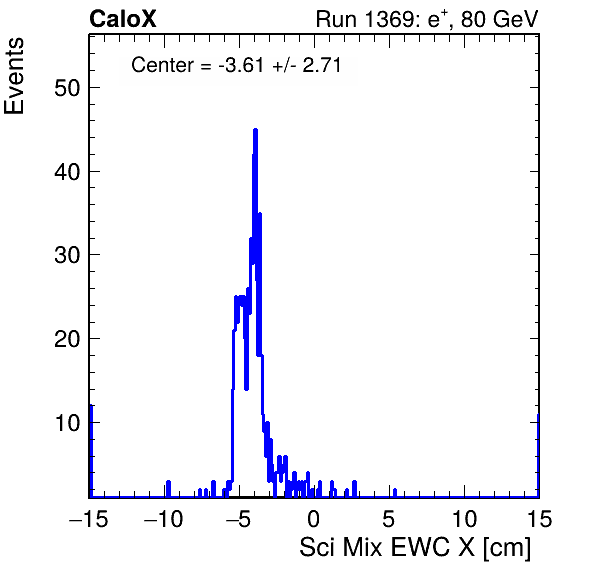 CaloX Run 1369: e⁺, 80 GeV
Center = -3.61 +/- 2.71
Events
50
40
30
20
10
−15 −10 −5 0 5 10 15
Sci Mix EWC X [cm]